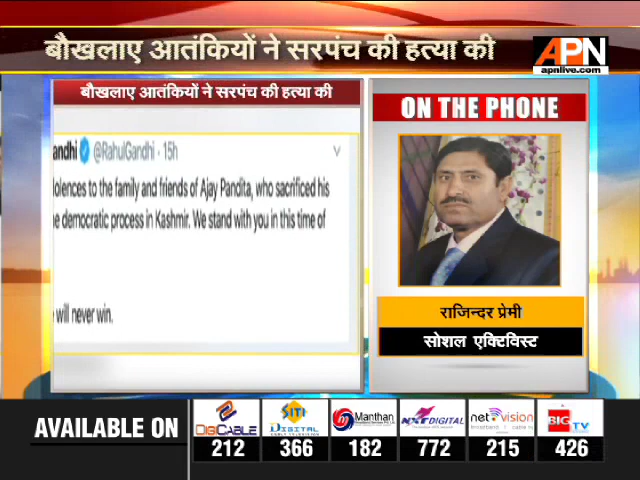 बौखलाए आतंकियों ने सरपंच की हत्या की
APN
apnlive.com
बौखलाए आतंकियों ने सरपंच की हत्या की
andhi @RahulGandhi · 15h
olences to the family and friends of Ajay Pandita, who sacrificed his
e democratic process in Kashmir. We stand with you in this time of
will never win.
ON THE PHONE
राजिन्दर प्रेमी
सोशल एक्टिविस्ट
AVAILABLE ON
DIGICABLE
212
SITI
DIGITAL
366
Manthan
182
NXT DIGITAL
772
net vision
215
BIG TV
426